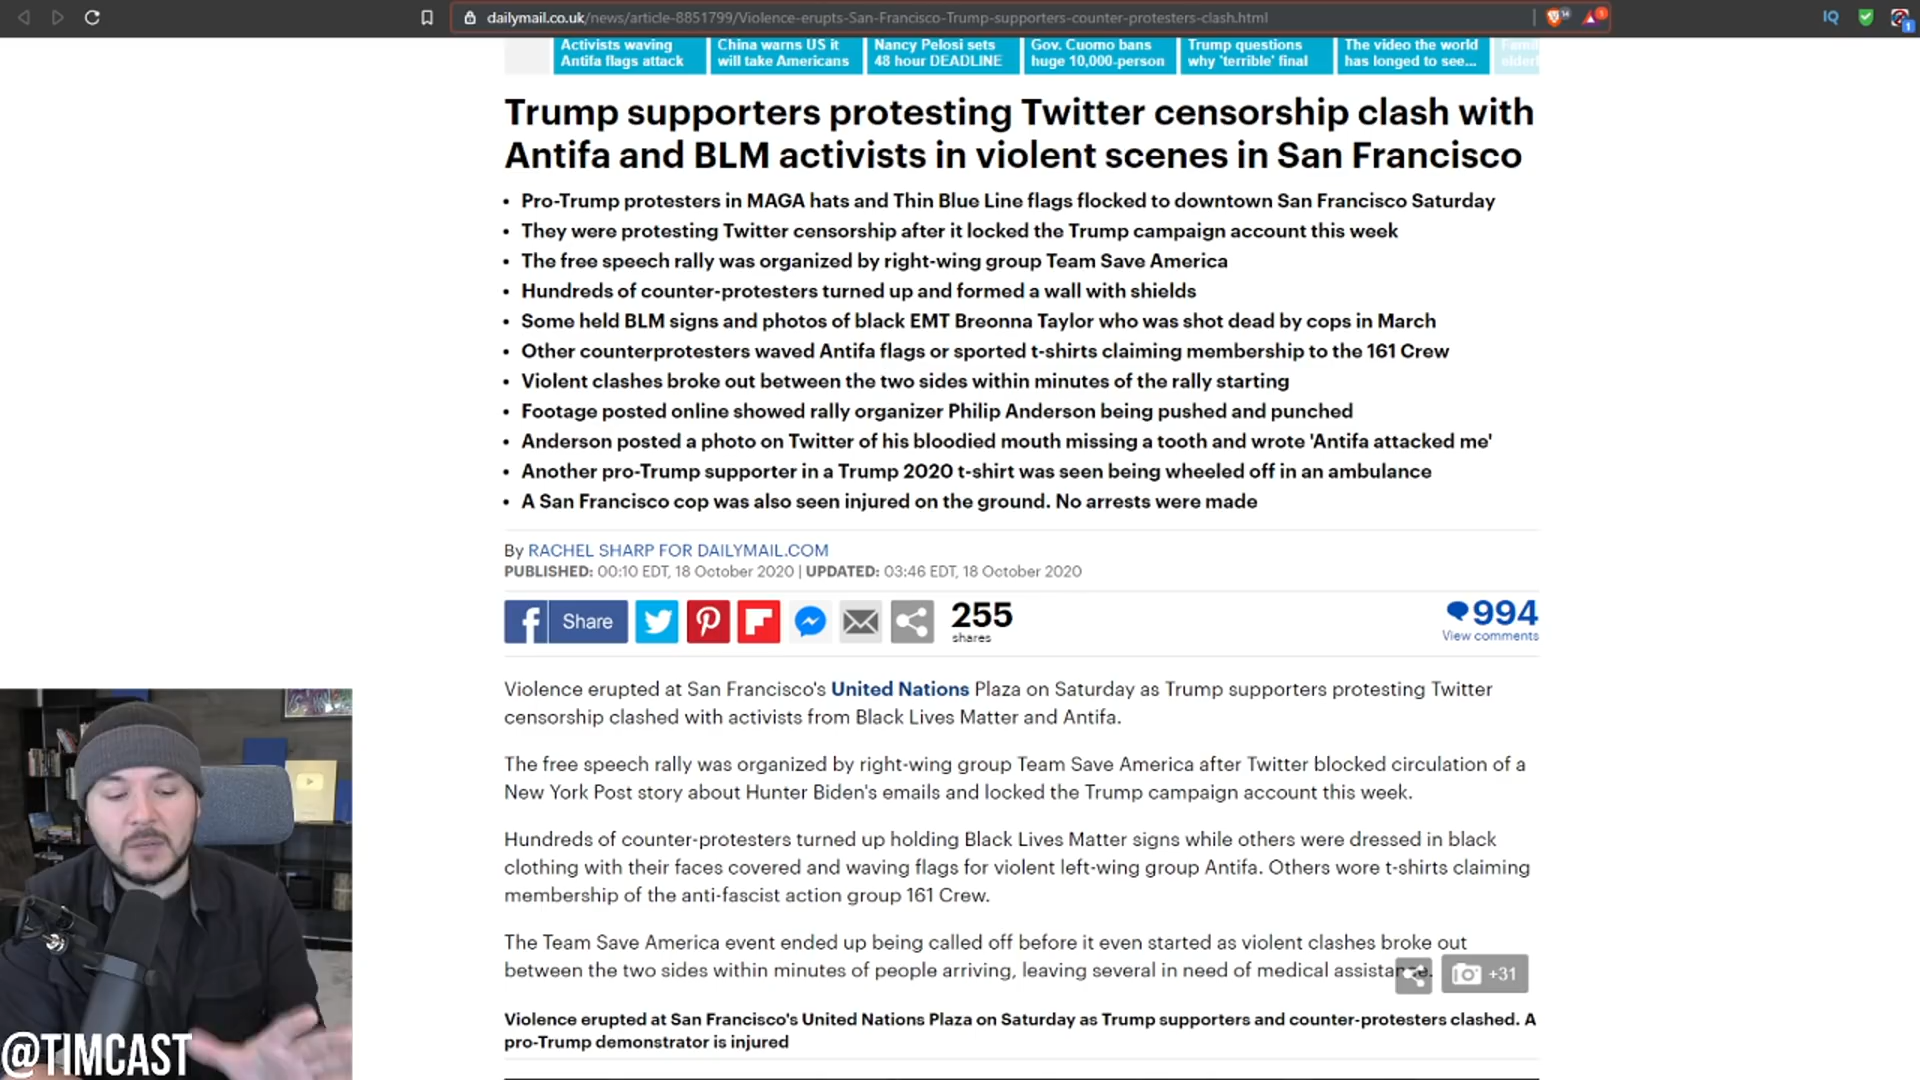 dailymail.co.uk/news/article-8851799/Violence-erupts-San-Francisco-Trump-supporters-counter-protesters-clash.html
IQ
Activists waving
Antifa flags attack
China warns US it
will take Americans
Nancy Pelosi sets
48 hour DEADLINE
Gov. Cuomo bans
huge 10,000-person
Trump questions
why 'terrible' final
The video the world
has longed to see...
Trump supporters protesting Twitter censorship clash with
Antifa and BLM activists in violent scenes in San Francisco
• Pro-Trump protesters in MAGA hats and Thin Blue Line flags flocked to downtown San Francisco Saturday
• They were protesting Twitter censorship after it locked the Trump campaign account this week
• The free speech rally was organized by right-wing group Team Save America
• Hundreds of counter-protesters turned up and formed a wall with shields
• Some held BLM signs and photos of black EMT Breonna Taylor who was shot dead by cops in March
• Other counterprotesters waved Antifa flags or sported t-shirts claiming membership to the 161 Crew
• Violent clashes broke out between the two sides within minutes of the rally starting
• Footage posted online showed rally organizer Philip Anderson being pushed and punched
• Anderson posted a photo on Twitter of his bloodied mouth missing a tooth and wrote 'Antifa attacked me'
• Another pro-Trump supporter in a Trump 2020 t-shirt was seen being wheeled off in an ambulance
• A San Francisco cop was also seen injured on the ground. No arrests were made
By RACHEL SHARP FOR DAILYMAIL.COM
PUBLISHED: 00:10 EDT, 18 October 2020 | UPDATED: 03:46 EDT, 18 October 2020
Share
255
shares
994
View comments
Violence erupted at San Francisco's United Nations Plaza on Saturday as Trump supporters protesting Twitter
censorship clashed with activists from Black Lives Matter and Antifa.
The free speech rally was organized by right-wing group Team Save America after Twitter blocked circulation of a
New York Post story about Hunter Biden's emails and locked the Trump campaign account this week.
Hundreds of counter-protesters turned up holding Black Lives Matter signs while others were dressed in black
clothing with their faces covered and waving flags for violent left-wing group Antifa. Others wore t-shirts claiming
membership of the anti-fascist action group 161 Crew.
The Team Save America event ended up being called off before it even started as violent clashes broke out
between the two sides within minutes of people arriving, leaving several in need of medical assistance.
+31
Violence erupted at San Francisco's United Nations Plaza on Saturday as Trump supporters and counter-protesters clashed. A
pro-Trump demonstrator is injured
@TIMCAST